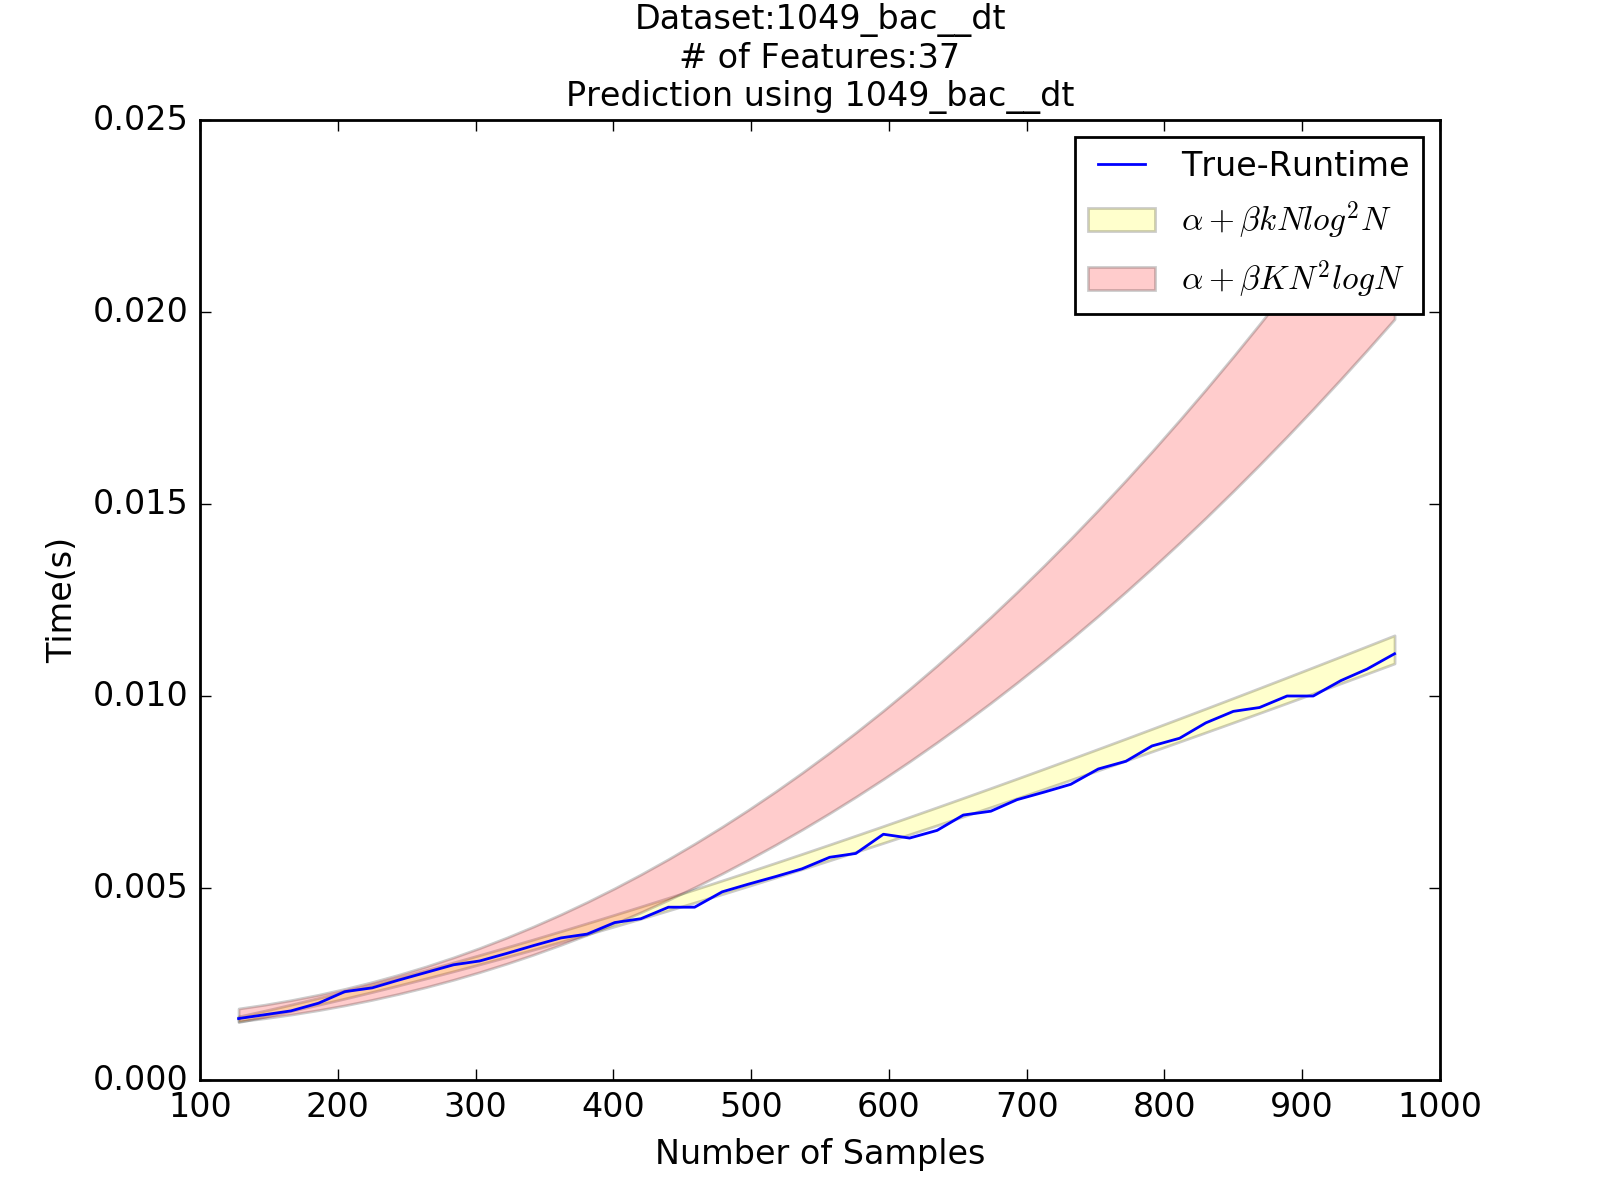 Dataset:1049_bac__dt
# of Features:37
Prediction using 1049_bac__dt
True-Runtime
α + βkNlog²N
α + βKN²logN
0.025
0.020
0.015
0.010
0.005
0.000
Time(s)
100 200 300 400 500 600 700 800 900 1000
Number of Samples